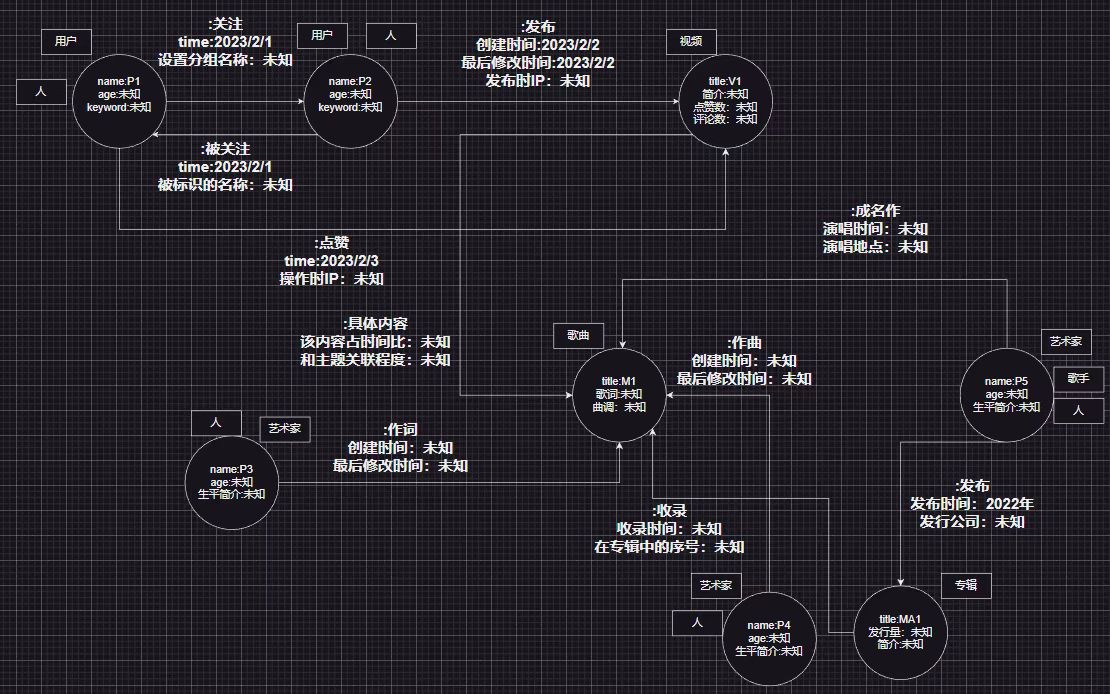 :关注
time:2023/2/1
设置分组名称：未知
用户
人
name:P1
age:未知
keyword:未知
用户
人
name:P2
age:未知
keyword:未知
:发布
创建时间:2023/2/2
最后修改时间:2023/2/2
发布时IP：未知
视频
title:V1
简介:未知
点赞数：未知
评论数：未知
:被关注
time:2023/2/1
被标识的名称：未知
:点赞
time:2023/2/3
操作时IP：未知
:成名作
演唱时间：未知
演唱地点：未知
:具体内容
该内容占时间比：未知
和主题关联程度：未知
歌曲
title:M1
歌词:未知
曲调：未知
:作曲
创建时间：未知
最后修改时间：未知
艺术家
歌手
人
name:P5
age:未知
生平简介:未知
人
艺术家
name:P3
age:未知
生平简介:未知
:作词
创建时间：未知
最后修改时间：未知
:收录
收录时间：未知
在专辑中的序号：未知
:发布
发布时间：2022年
发行公司：未知
艺术家
人
name:P4
age:未知
生平简介:未知
专辑
title:MA1
发行量：未知
简介:未知